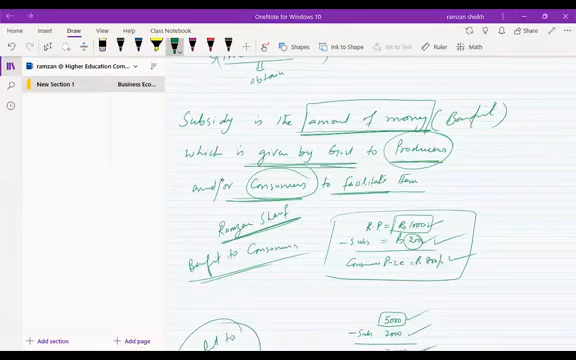 OneNote for Windows 10
ramzan sheikh
Home Insert Draw View Help Class Notebook
Share
Shapes Ink to Shape Ink to Text Ruler Math
ramzan @ Higher Education Com...
New Section 1
Business Eco...
obtain
Subsidy is the amount of money (Benefit)
which is given by Govt to Producers
and/or Consumers to facilitate them
Ramzan Sheikh
Benefit to Consumers
R.P = Rs 1000
- Subs = Rs 200
Consumer Price = Rs 800/-
5000
- Subs 2000
Add section
Add page